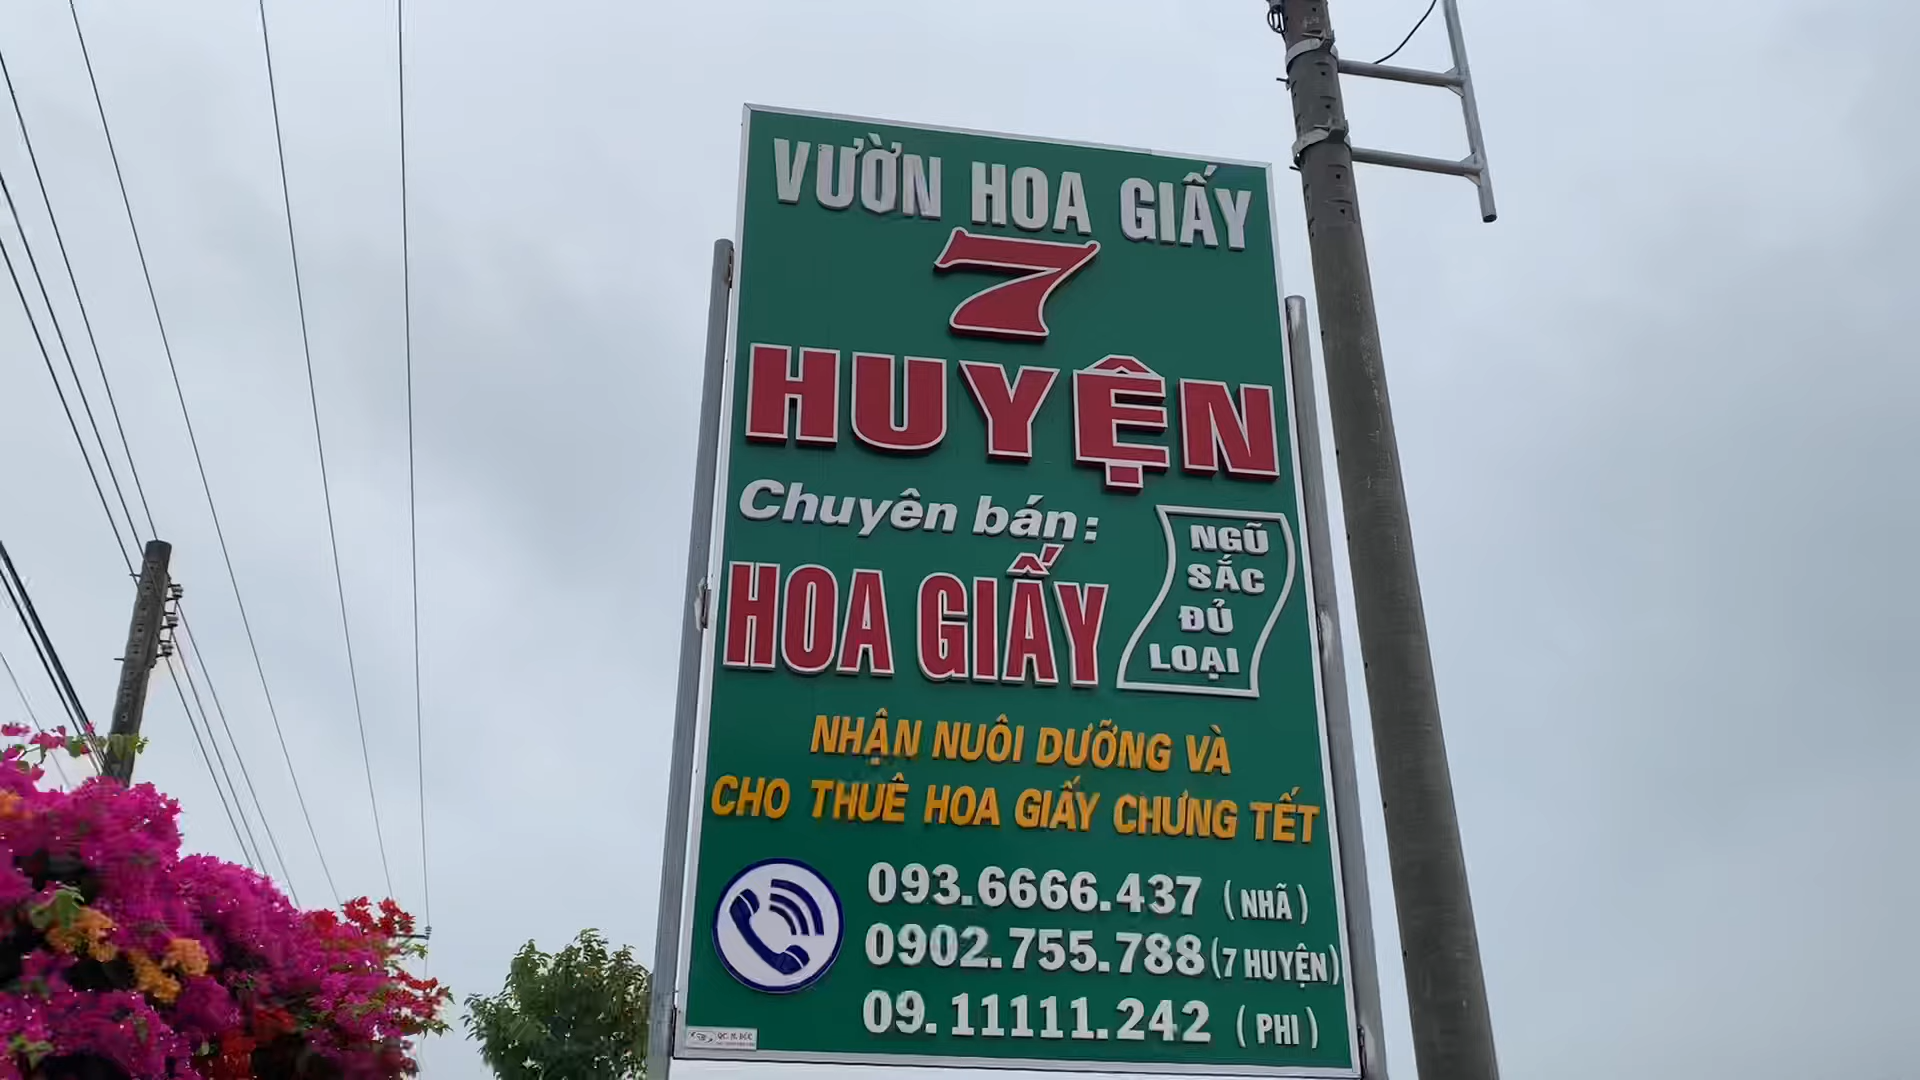 VƯỜN HOA GIẤY
7
HUYỆN
Chuyên bán:
HOA GIẤY
NGŨ
SẮC
ĐỦ
LOẠI
NHẬN NUÔI DƯỠNG VÀ
CHO THUÊ HOA GIẤY CHƯNG TẾT
093.6666.437 (NHÃ)
0902.755.788 (7 HUYỆN)
09.11111.242 (PHI)